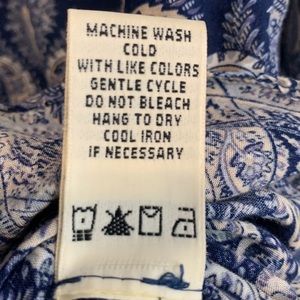 MACHINE WASH
COLD
WITH LIKE COLORS
GENTLE CYCLE
DO NOT BLEACH
HANG TO DRY
COOL IRON
IF NECESSARY